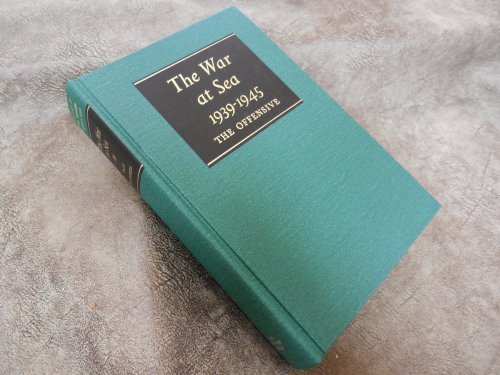 The War
at Sea
1939-1945
THE OFFENSIVE